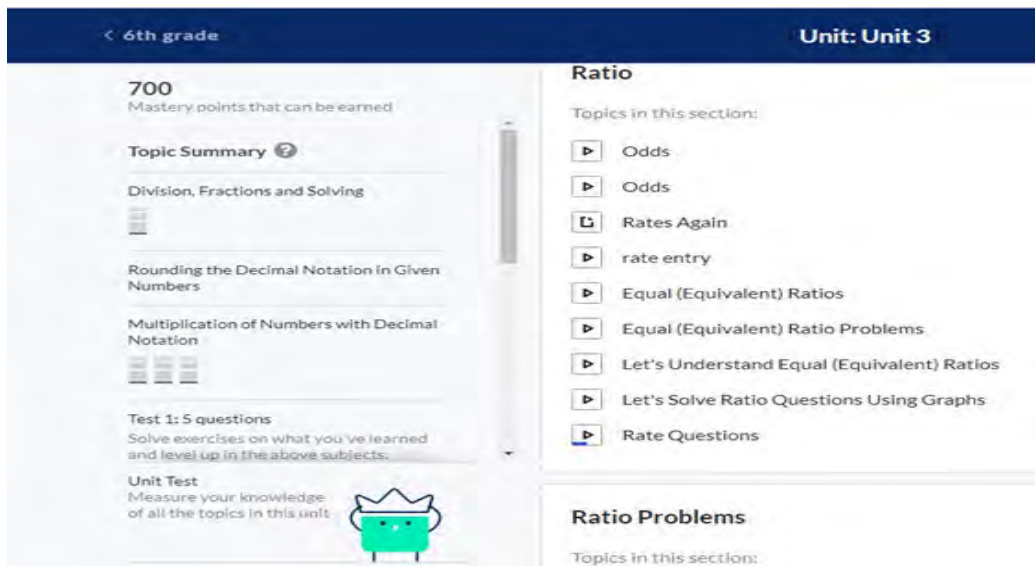 < 6th grade
Unit: Unit 3
700
Mastery points that can be earned
Topic Summary ?
Division, Fractions and Solving
Rounding the Decimal Notation in Given
Numbers
Multiplication of Numbers with Decimal
Notation
Test 1: 5 questions
Solve exercises on what you've learned
and level up in the above subjects.
Unit Test
Measure your knowledge
of all the topics in this unit
Ratio
Topics in this section:
Odds
Odds
Rates Again
rate entry
Equal (Equivalent) Ratios
Equal (Equivalent) Ratio Problems
Let's Understand Equal (Equivalent) Ratios
Let's Solve Ratio Questions Using Graphs
Rate Questions
Ratio Problems
Topics in this section: